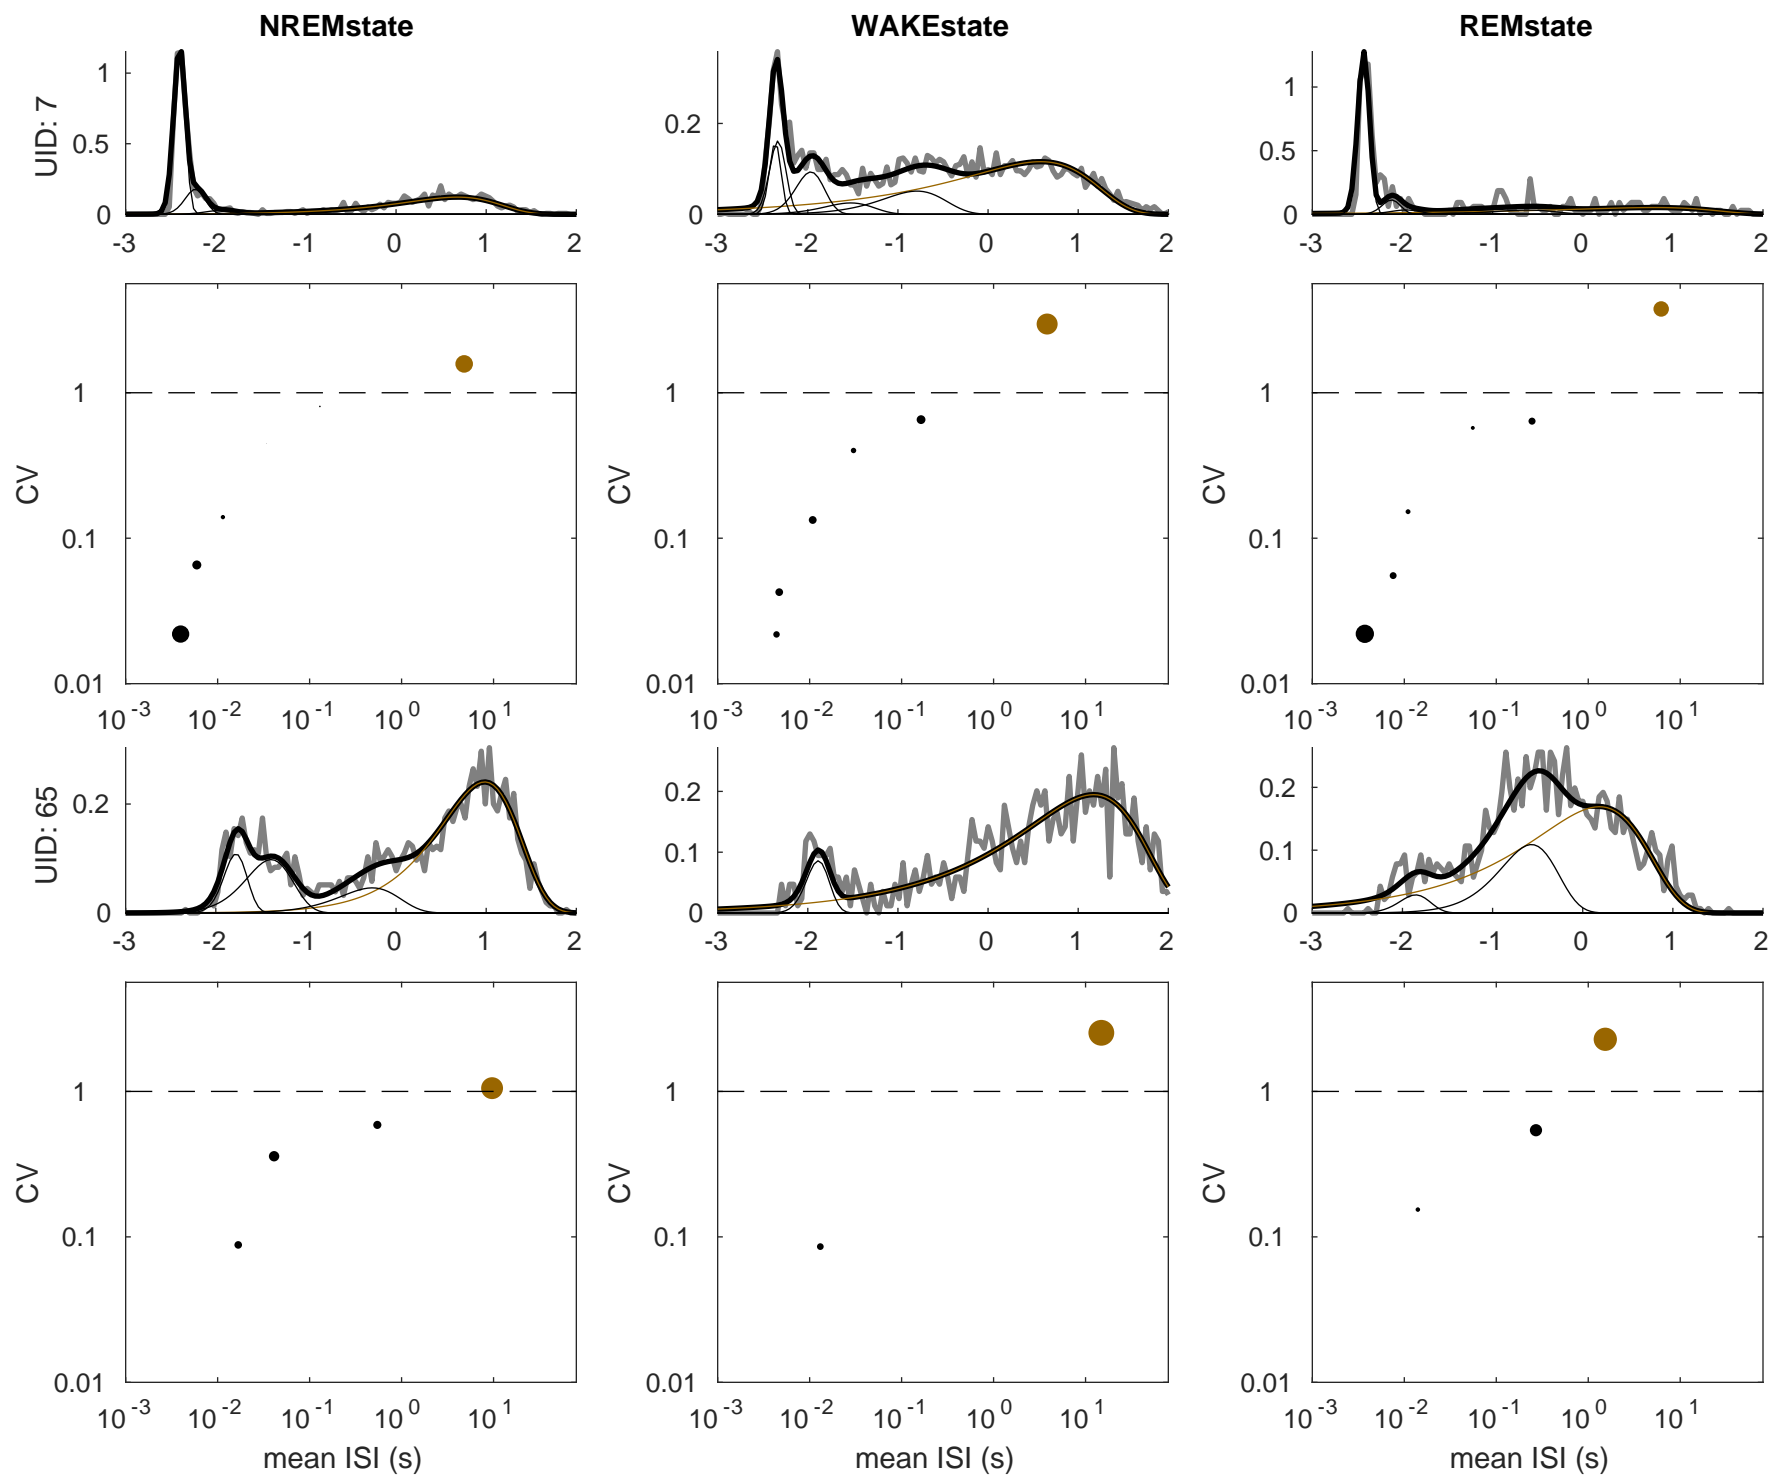 NREMstate WAKEstate REMstate
UID: 7
1 0.5 0
0.2 0
1 0.5 0
-3 -2 -1 0 1 2
-3 -2 -1 0 1 2
-3 -2 -1 0 1 2
CV 1 0.1 0.01
CV 1 0.1 0.01
CV 1 0.1 0.01
10^-3 10^-2 10^-1 10^0 10^1
10^-3 10^-2 10^-1 10^0 10^1
10^-3 10^-2 10^-1 10^0 10^1
UID: 65
0.2 0
0.2 0.1 0
0.2 0.1 0
-3 -2 -1 0 1 2
-3 -2 -1 0 1 2
-3 -2 -1 0 1 2
CV 1 0.1 0.01
CV 1 0.1 0.01
CV 1 0.1 0.01
10^-3 10^-2 10^-1 10^0 10^1
10^-3 10^-2 10^-1 10^0 10^1
10^-3 10^-2 10^-1 10^0 10^1
mean ISI (s) mean ISI (s) mean ISI (s)